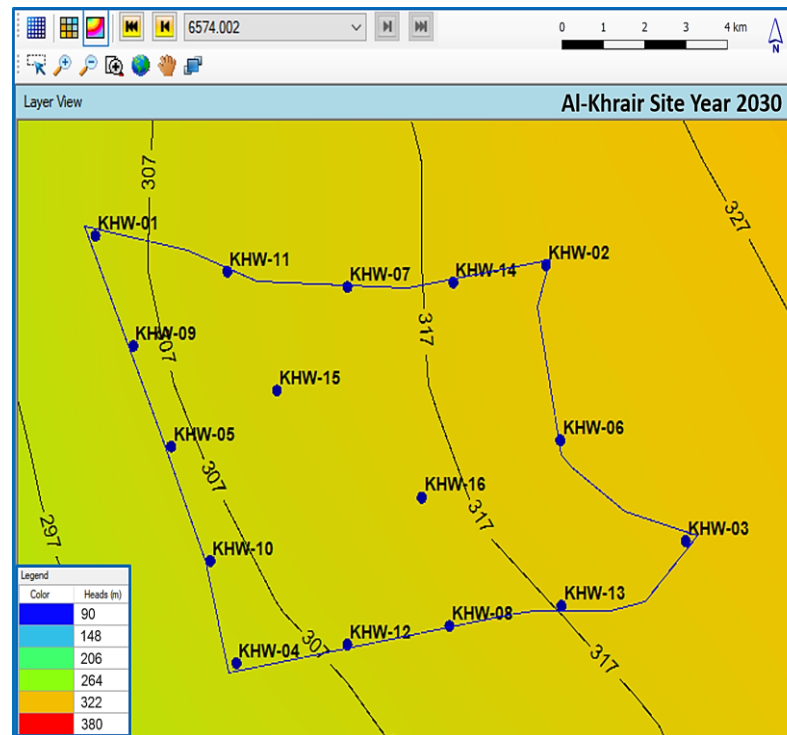 6574.002
0 1 2 3 4 km
N
Layer View
Al-Khrair Site Year 2030
307
327
KHW-01
KHW-11
KHW-07
KHW-14
KHW-02
KHW-09
307
317
KHW-15
KHW-05
KHW-06
307
KHW-16
317
297
KHW-10
KHW-03
KHW-13
KHW-08
KHW-12
307
KHW-04
317
Legend
Color Heads (m)
90
148
206
264
322
380